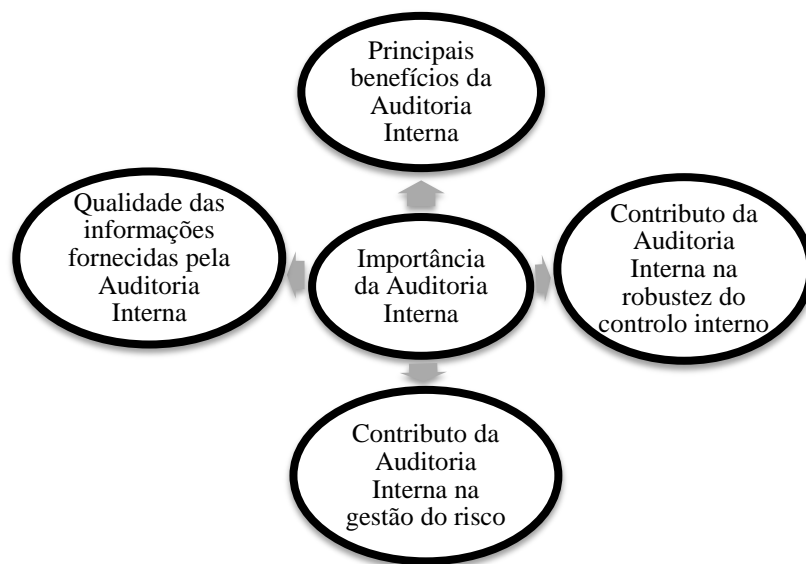 Principais
benefícios da
Auditoria
Interna
Qualidade das
informações
fornecidas pela
Auditoria
Interna
Importância
da Auditoria
Interna
Contributo da
Auditoria
Interna na
robustez do
controlo interno
Contributo da
Auditoria
Interna na
gestão do risco